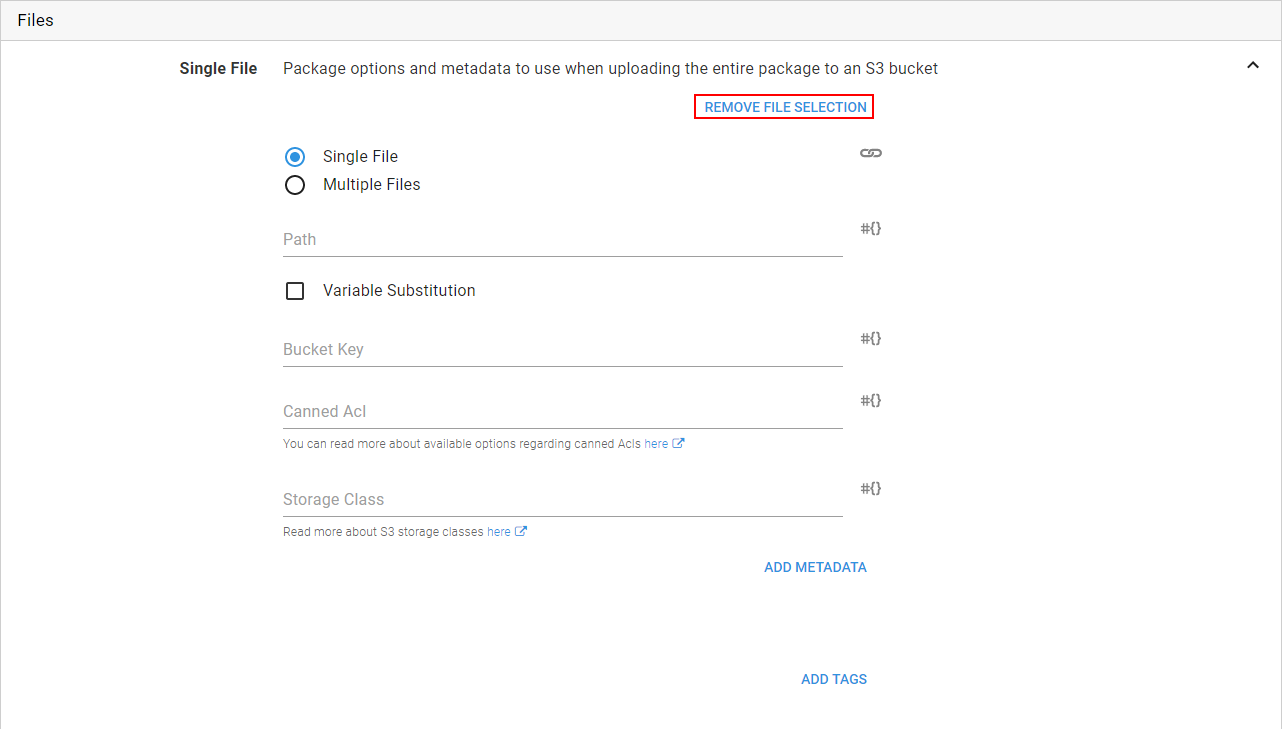 Files
Single File Package options and metadata to use when uploading the entire package to an S3 bucket
REMOVE FILE SELECTION
Single File
Multiple Files
#{}
Path
Variable Substitution
#{}
Bucket Key
#{}
Canned Acl
You can read more about available options regarding canned Acls here
#{}
Storage Class
Read more about S3 storage classes here
ADD METADATA
ADD TAGS